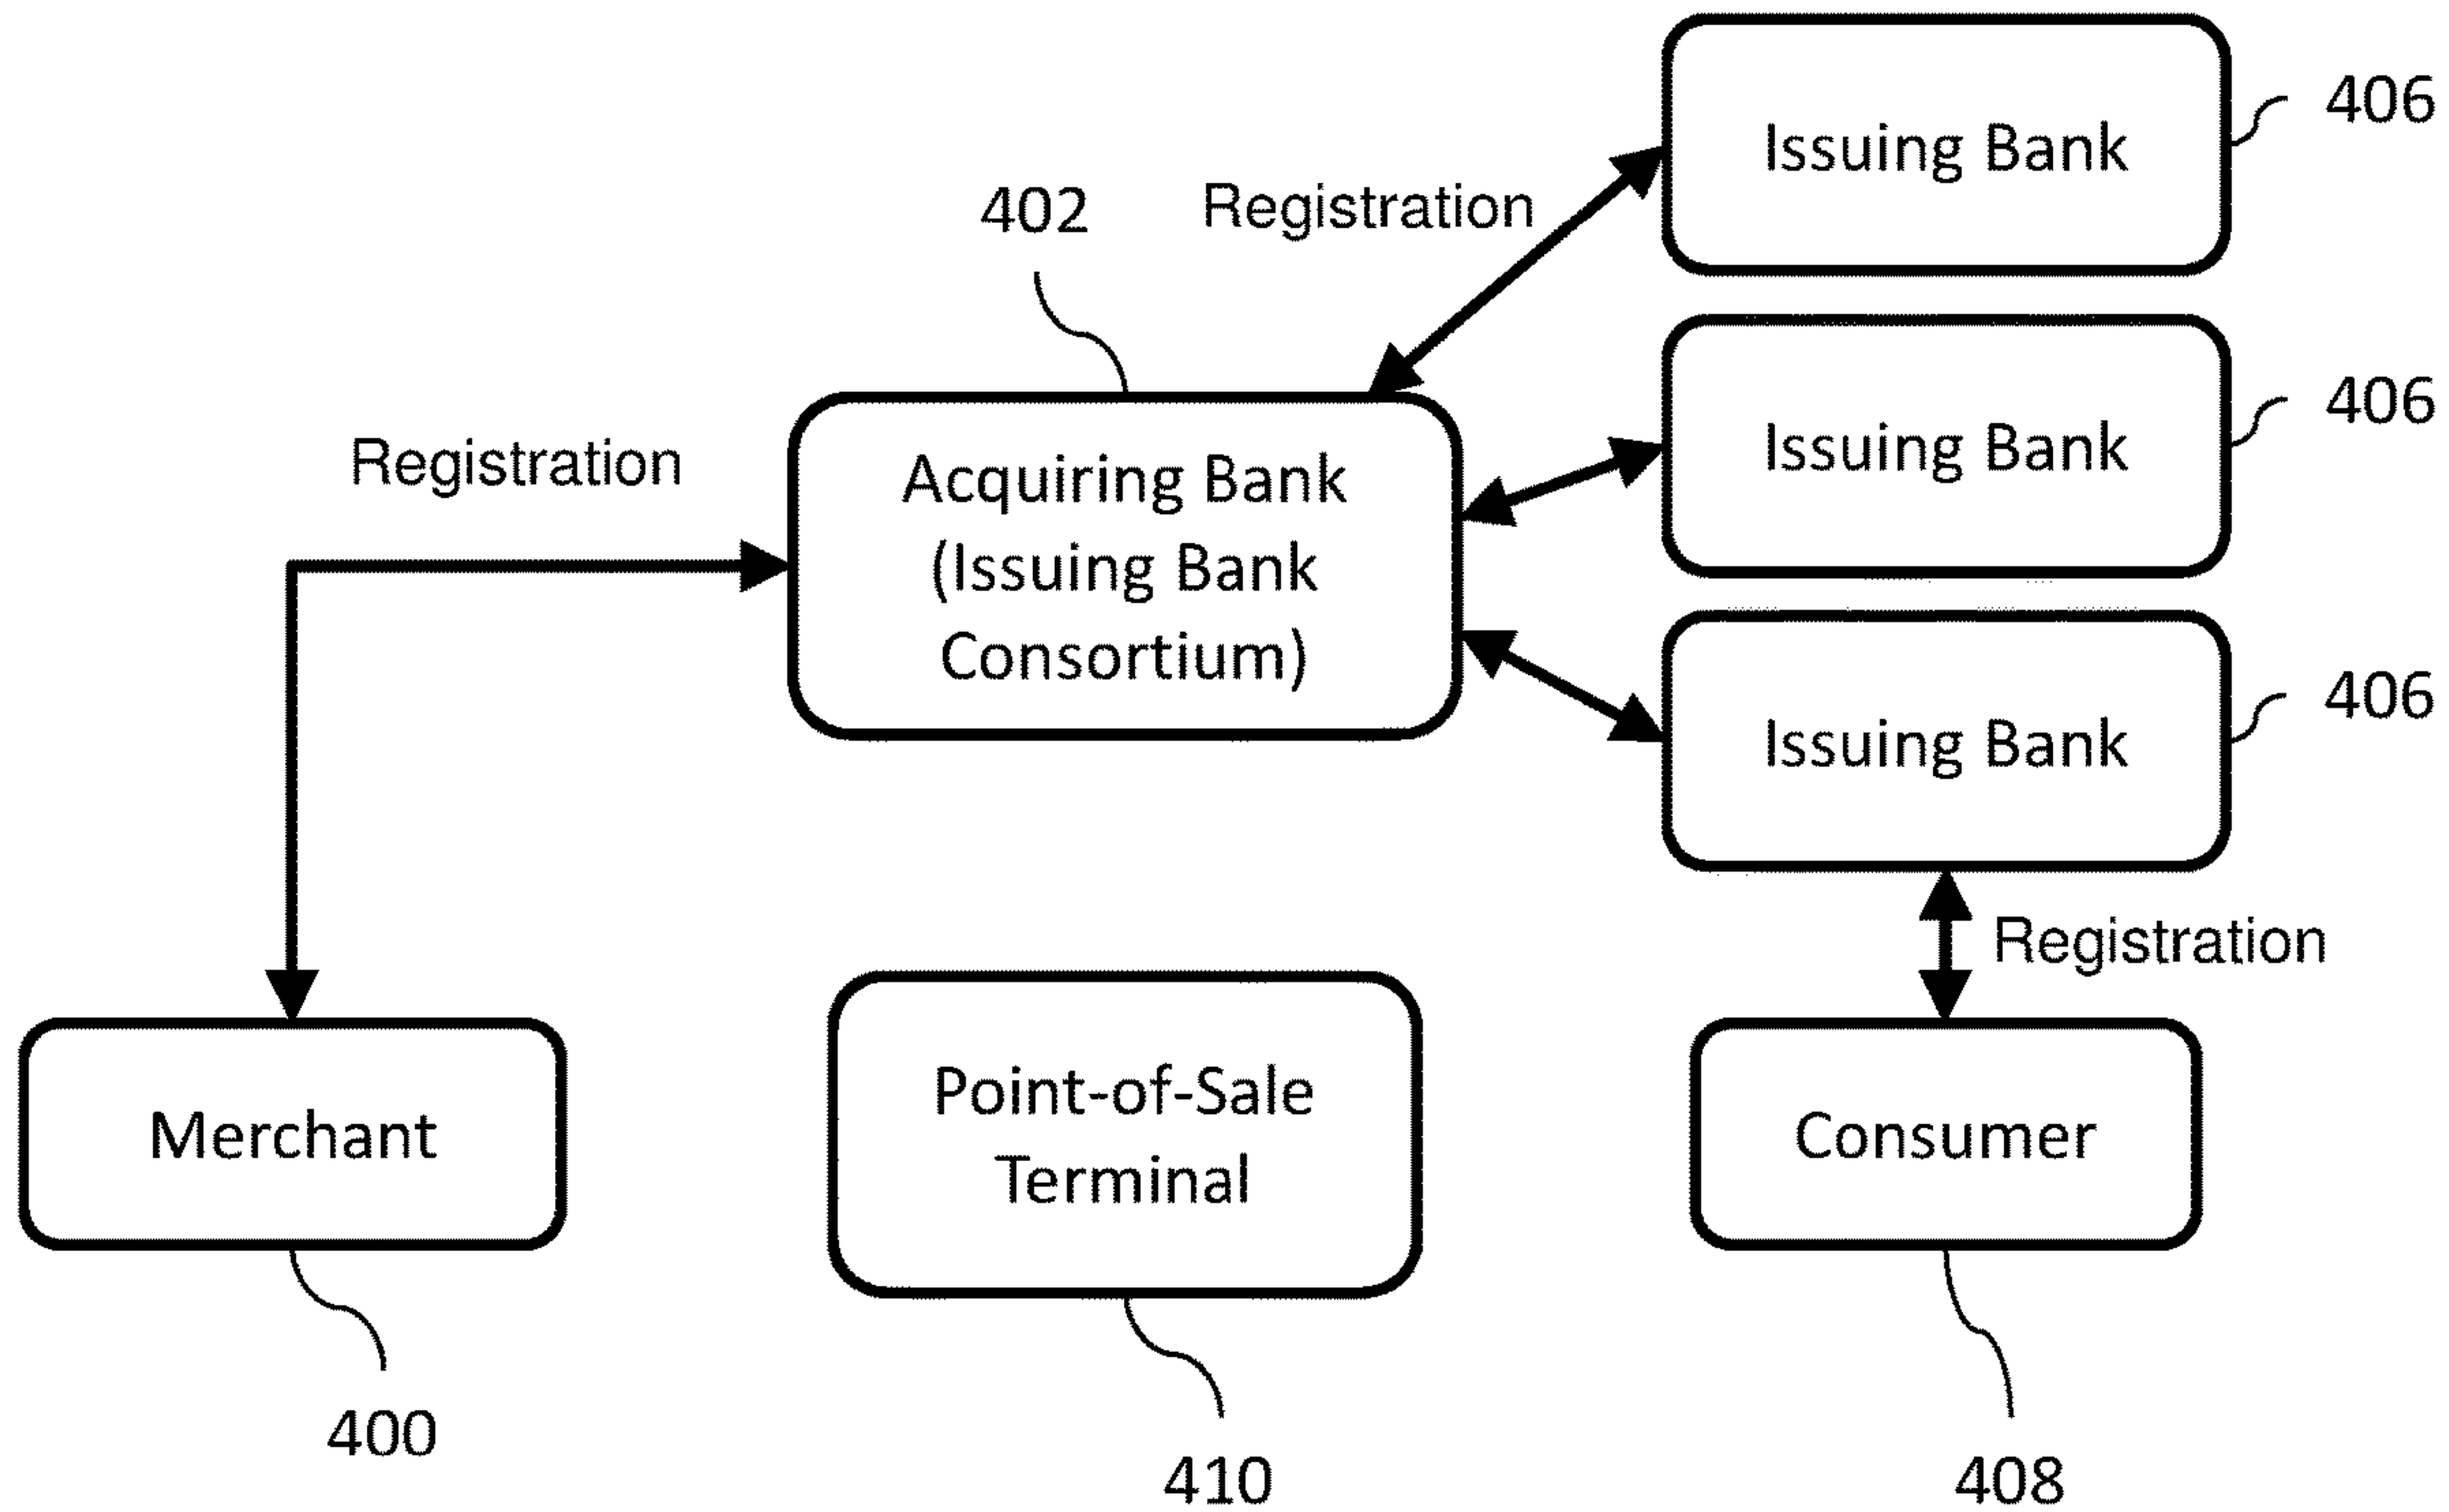 Issuing Bank
406
402
Registration
Issuing Bank
406
Registration
Acquiring Bank
(Issuing Bank
Consortium)
Issuing Bank
406
Registration
Merchant
Point-of-Sale
Terminal
Consumer
400
410
408